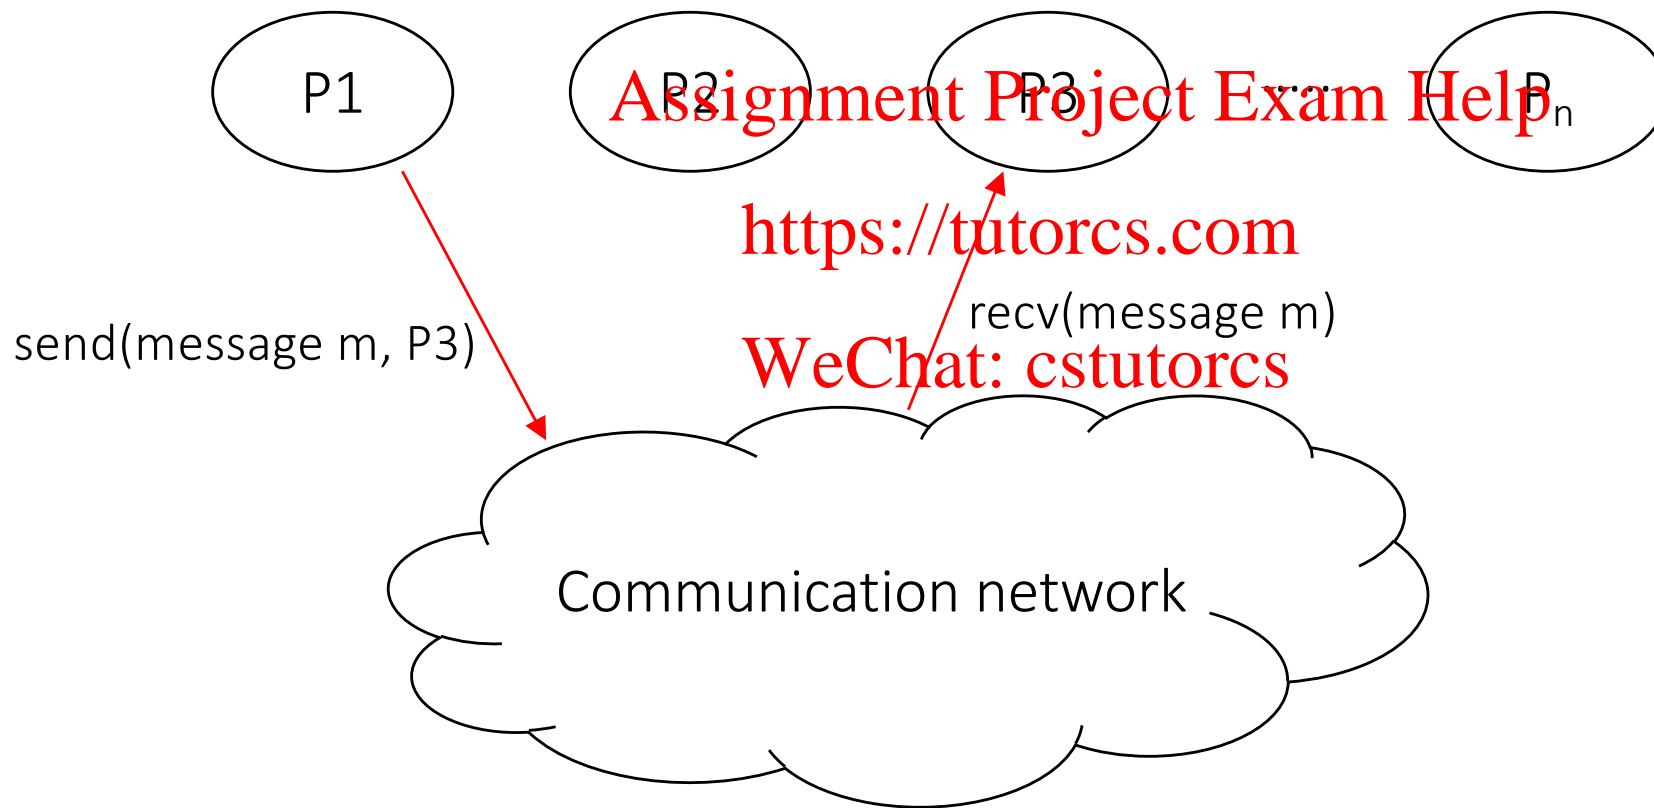 P1 P2 P3 ..... Pn
Assignment Project Exam Help
https://tutorcs.com
recv(message m)
send(message m, P3)
WeChat: cstutorcs
Communication network